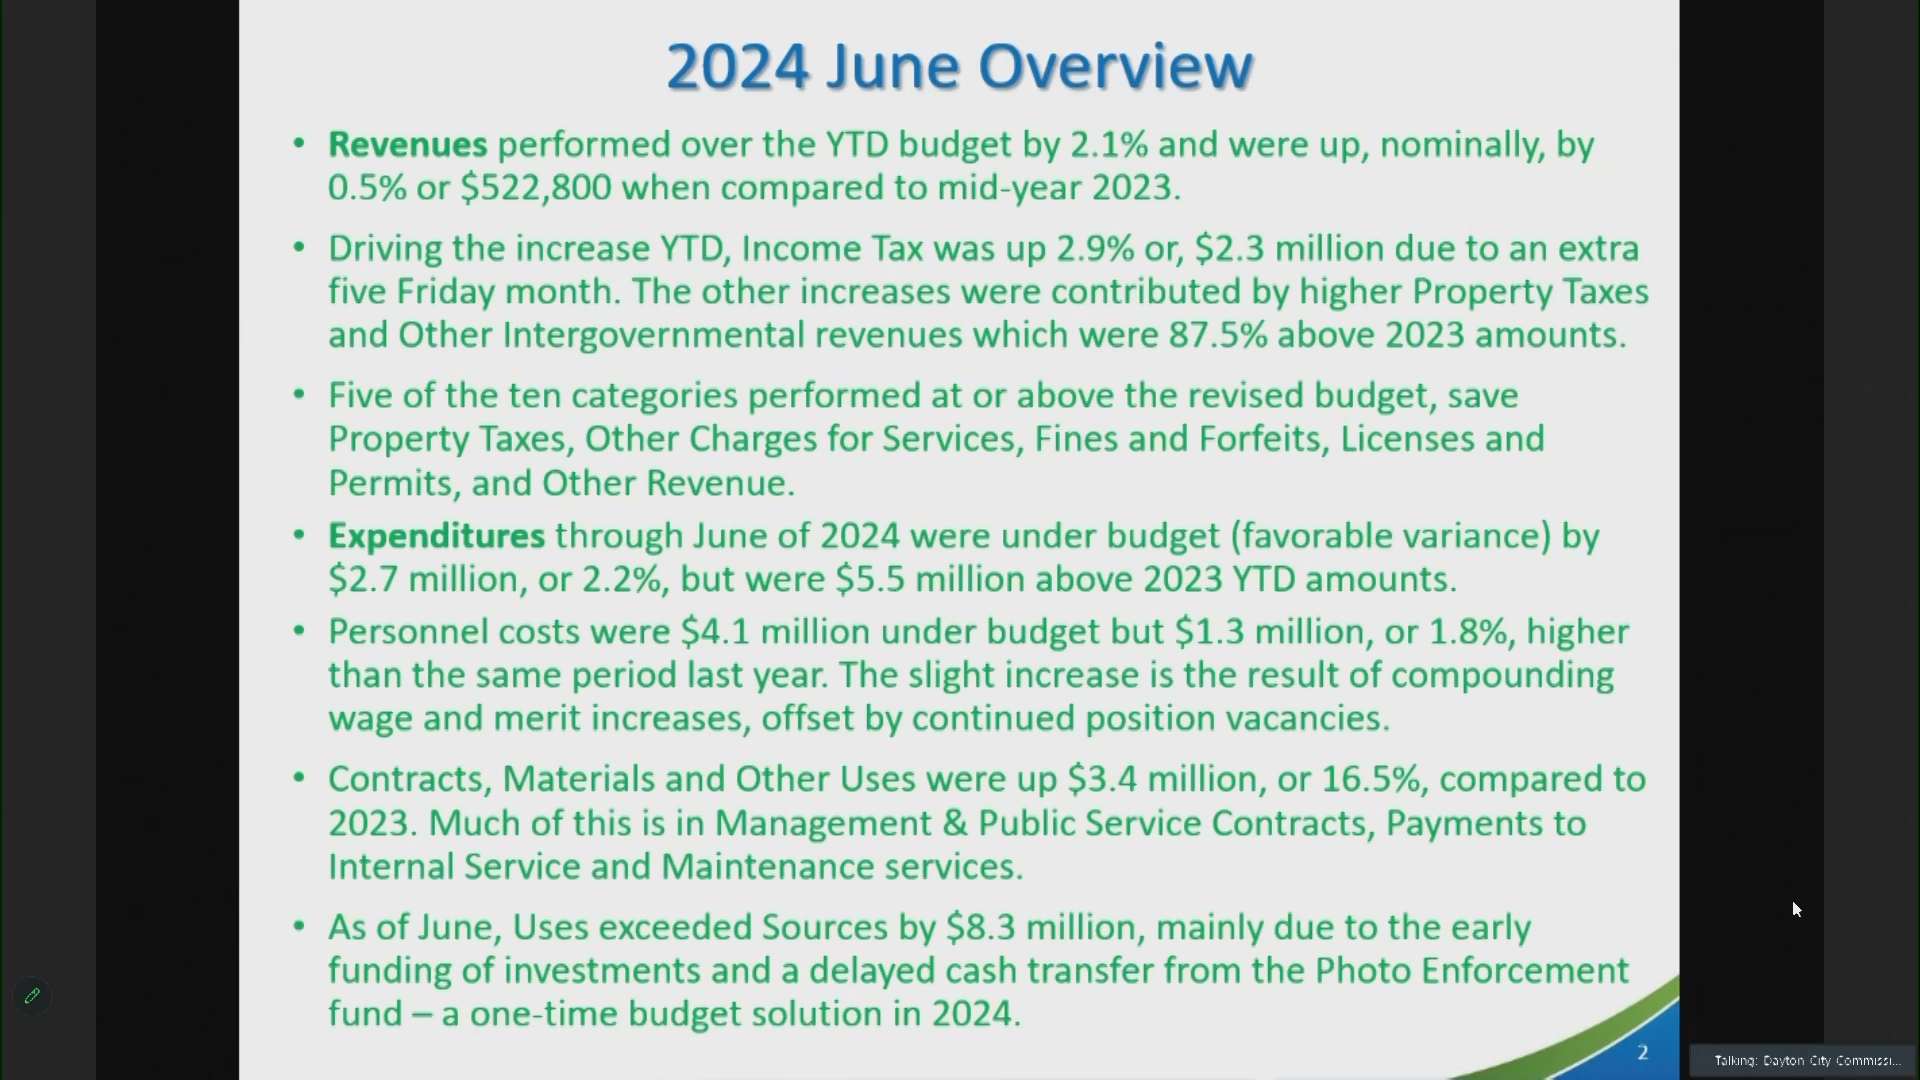 2024 June Overview
• Revenues performed over the YTD budget by 2.1% and were up, nominally, by
0.5% or $522,800 when compared to mid-year 2023.
• Driving the increase YTD, Income Tax was up 2.9% or, $2.3 million due to an extra
five Friday month. The other increases were contributed by higher Property Taxes
and Other Intergovernmental revenues which were 87.5% above 2023 amounts.
• Five of the ten categories performed at or above the revised budget, save
Property Taxes, Other Charges for Services, Fines and Forfeits, Licenses and
Permits, and Other Revenue.
• Expenditures through June of 2024 were under budget (favorable variance) by
$2.7 million, or 2.2%, but were $5.5 million above 2023 YTD amounts.
• Personnel costs were $4.1 million under budget but $1.3 million, or 1.8%, higher
than the same period last year. The slight increase is the result of compounding
wage and merit increases, offset by continued position vacancies.
• Contracts, Materials and Other Uses were up $3.4 million, or 16.5%, compared to
2023. Much of this is in Management & Public Service Contracts, Payments to
Internal Service and Maintenance services.
• As of June, Uses exceeded Sources by $8.3 million, mainly due to the early
funding of investments and a delayed cash transfer from the Photo Enforcement
fund – a one-time budget solution in 2024.
2
Talking: Dayton City Commissi...